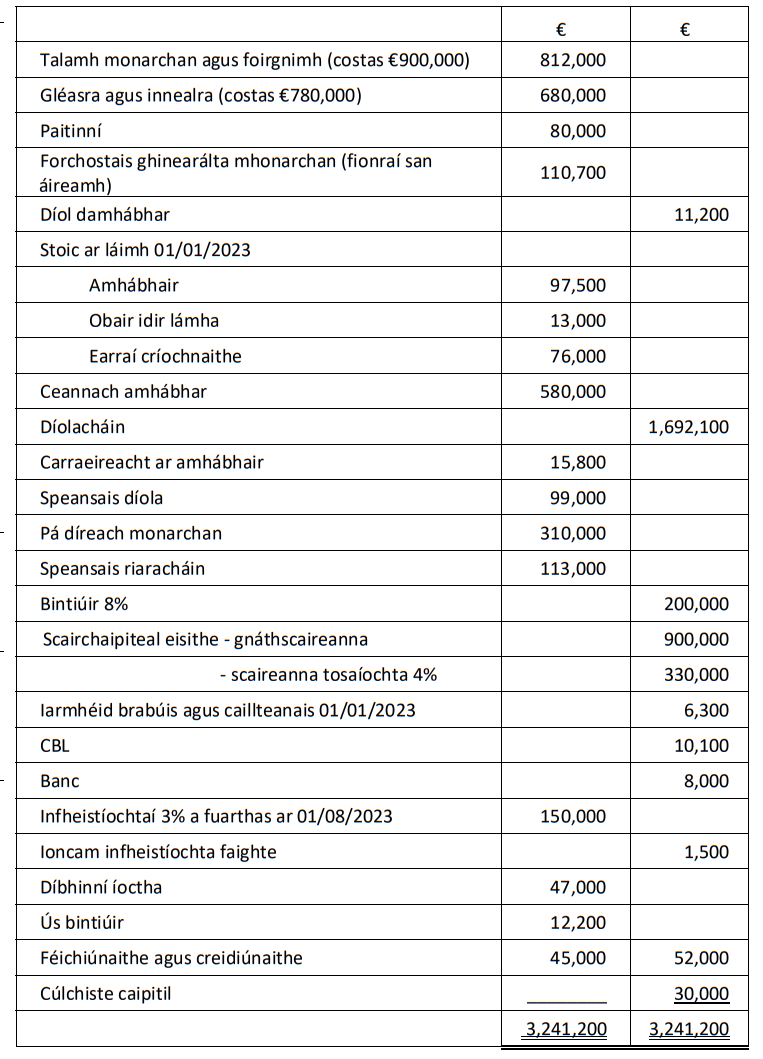 € €
Talamh monarchan agus foirgnimh (costas €900,000) 812,000
Gléasra agus innealra (costas €780,000) 680,000
Paitinní 80,000
Forchostais ghinearálta mhonarchan (fionraí san
áireamh) 110,700
Díol damhábhar 11,200
Stoic ar láimh 01/01/2023
Amhábhair 97,500
Obair idir lámha 13,000
Earraí críochnaithe 76,000
Ceannach amhábhar 580,000
Díolacháin 1,692,100
Carraeireacht ar amhábhair 15,800
Speansais díola 99,000
Pá díreach monarchan 310,000
Speansais riaracháin 113,000
Bintiúir 8% 200,000
Scairchaipiteal eisithe - gnáthscaireanna 900,000
- scaireanna tosaíochta 4% 330,000
Iarmhéid brabúis agus caillteanais 01/01/2023 6,300
CBL 10,100
Banc 8,000
Infheistíochtaí 3% a fuarthas ar 01/08/2023 150,000
Ioncam infheistíochta faighte 1,500
Díbhinní íoctha 47,000
Ús bintiúir 12,200
Féichiúnaithe agus creidiúnaithe 45,000 52,000
Cúlchiste caipitil 30,000
3,241,200 3,241,200